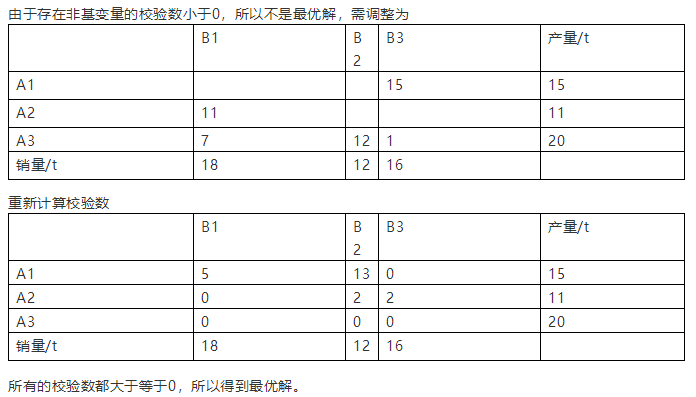 由于存在非基变量的校验数小于0，所以不是最优解，需调整为
B1 B2 B3 产量/t
A1 15 15
A2 11 11
A3 7 12 1 20
销量/t 18 12 16
重新计算校验数
B1 B2 B3 产量/t
A1 5 13 0 15
A2 0 2 2 11
A3 0 0 0 20
销量/t 18 12 16
所有的校验数都大于等于0，所以得到最优解。